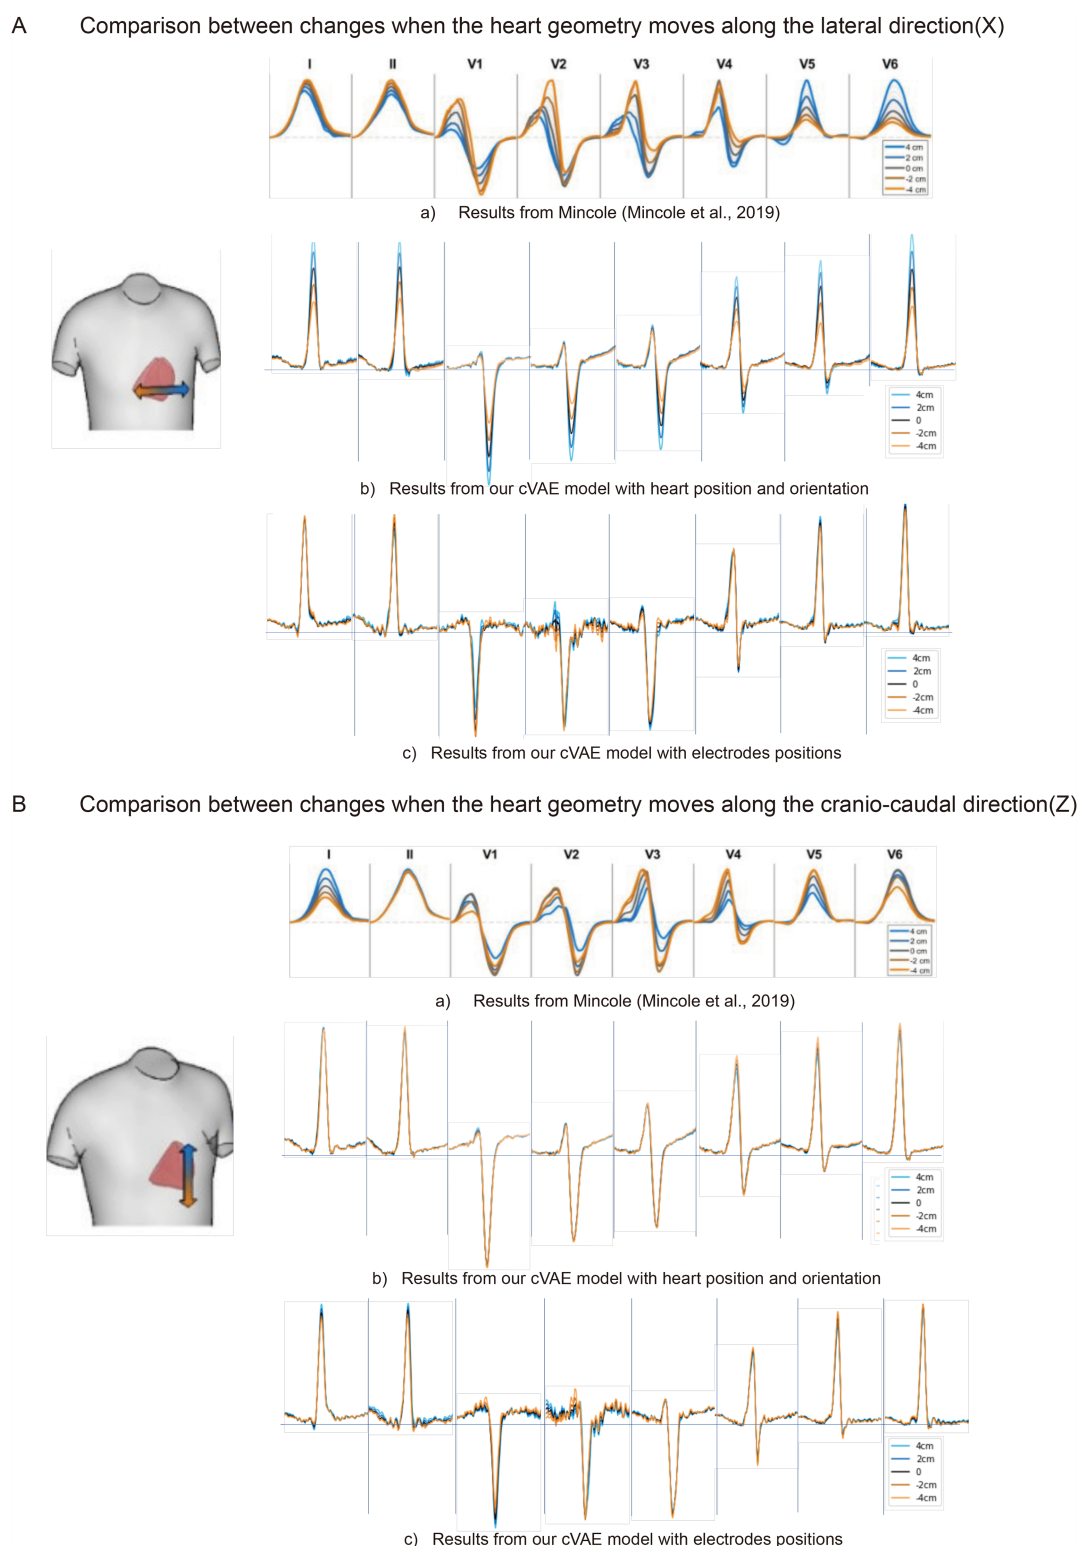 A Comparison between changes when the heart geometry moves along the lateral direction(X)
I II V1 V2 V3 V4 V5 V6
4 cm
2 cm
0 cm
-2 cm
-4 cm
a) Results from Mincole (Mincole et al., 2019)
4cm
2cm
0
-2cm
-4cm
b) Results from our cVAE model with heart position and orientation
4cm
2cm
0
-2cm
-4cm
c) Results from our cVAE model with electrodes positions
B Comparison between changes when the heart geometry moves along the cranio-caudal direction(Z)
I II V1 V2 V3 V4 V5 V6
4 cm
2 cm
0 cm
-2 cm
-4 cm
a) Results from Mincole (Mincole et al., 2019)
4cm
2cm
0
-2cm
-4cm
b) Results from our cVAE model with heart position and orientation
4cm
2cm
0
-2cm
-4cm
c) Results from our cVAE model with electrodes positions